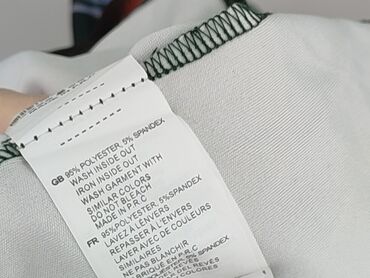 GB 95% POLYESTER, 5% SPANDEX
WASH INSIDE OUT
IRON INSIDE OUT
WASH GARMENT WITH
SIMILAR COLORS
DO NOT BLEACH
MADE IN P.R.C
FR 95% POLYESTER, 5% SPANDEX
LAVEZ À L'ENVERS
REPASSER À L'ENVERS
LAVER AVEC DE COULEURS
SIMILAIRES
NE PAS BLANCHIR
FABRIQUÉ EN P.R.C